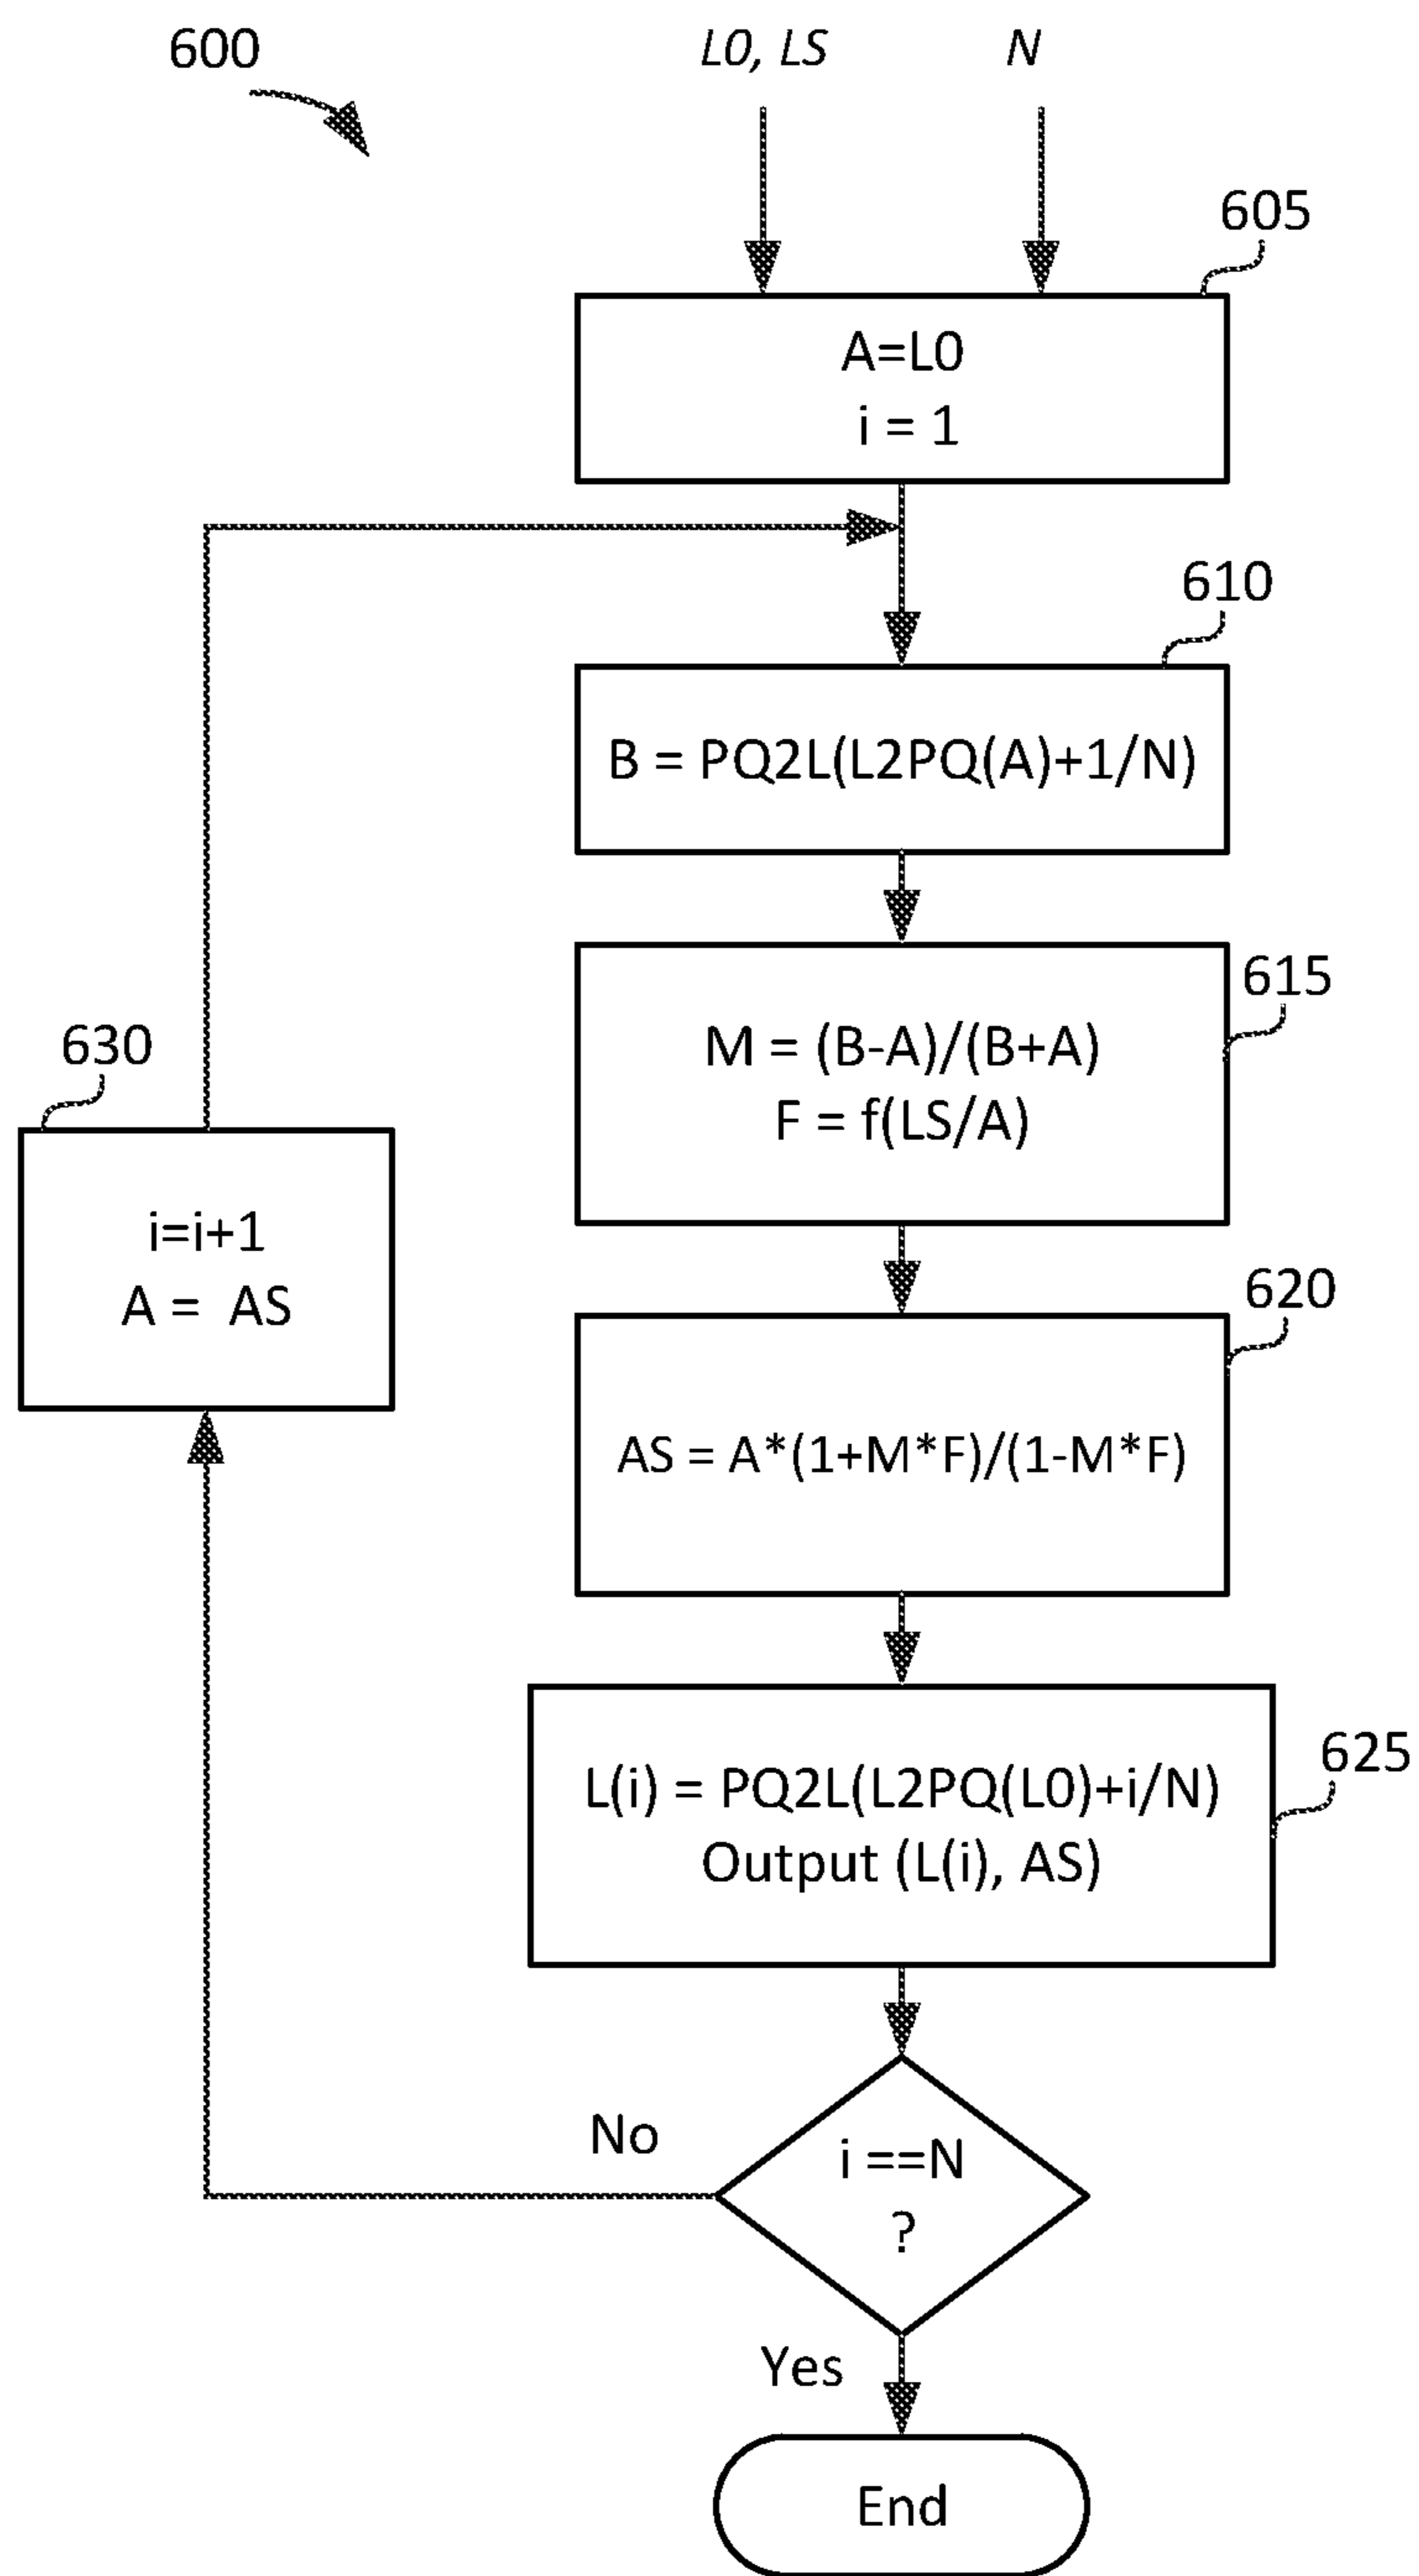 600
L0, LS
N
605
A=L0
i = 1
610
B = PQ2L(L2PQ(A)+1/N)
615
M = (B-A)/(B+A)
F = f(LS/A)
630
i=i+1
A = AS
620
AS = A*(1+M*F)/(1-M*F)
625
L(i) = PQ2L(L2PQ(L0)+i/N)
Output (L(i), AS)
No
i ==N
?
Yes
End